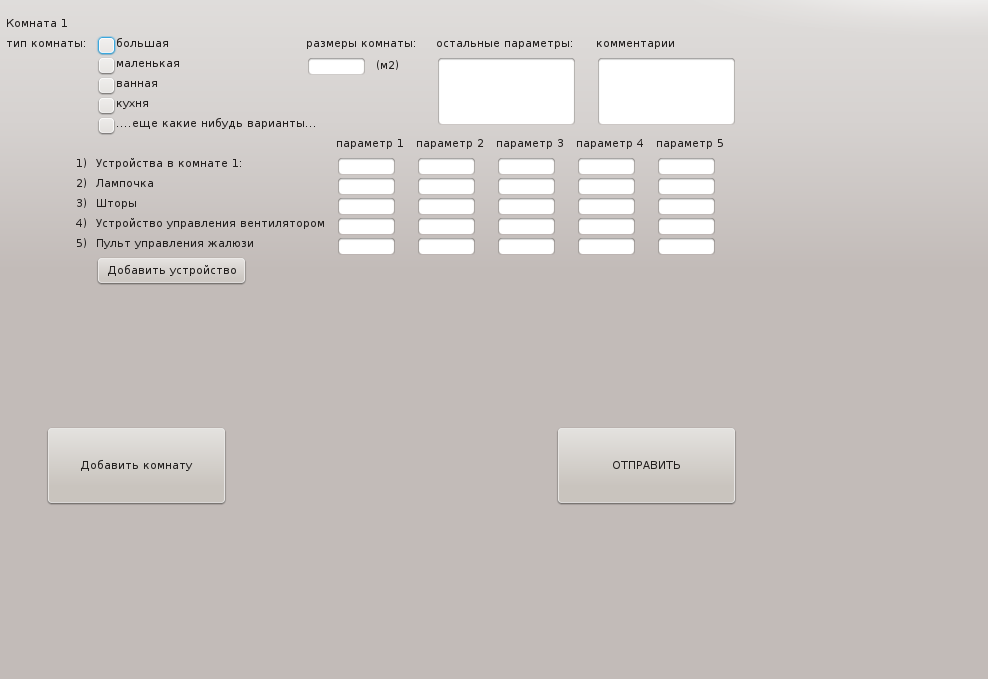 Комната 1
тип комнаты: большая размеры комнаты: остальные параметры: комментарии
маленькая (м2)
ванная
кухня
....еще какие нибудь варианты...
параметр 1 параметр 2 параметр 3 параметр 4 параметр 5
1) Устройства в комнате 1:
2) Лампочка
3) Шторы
4) Устройство управления вентилятором
5) Пульт управления жалюзи
Добавить устройство
Добавить комнату ОТПРАВИТЬ